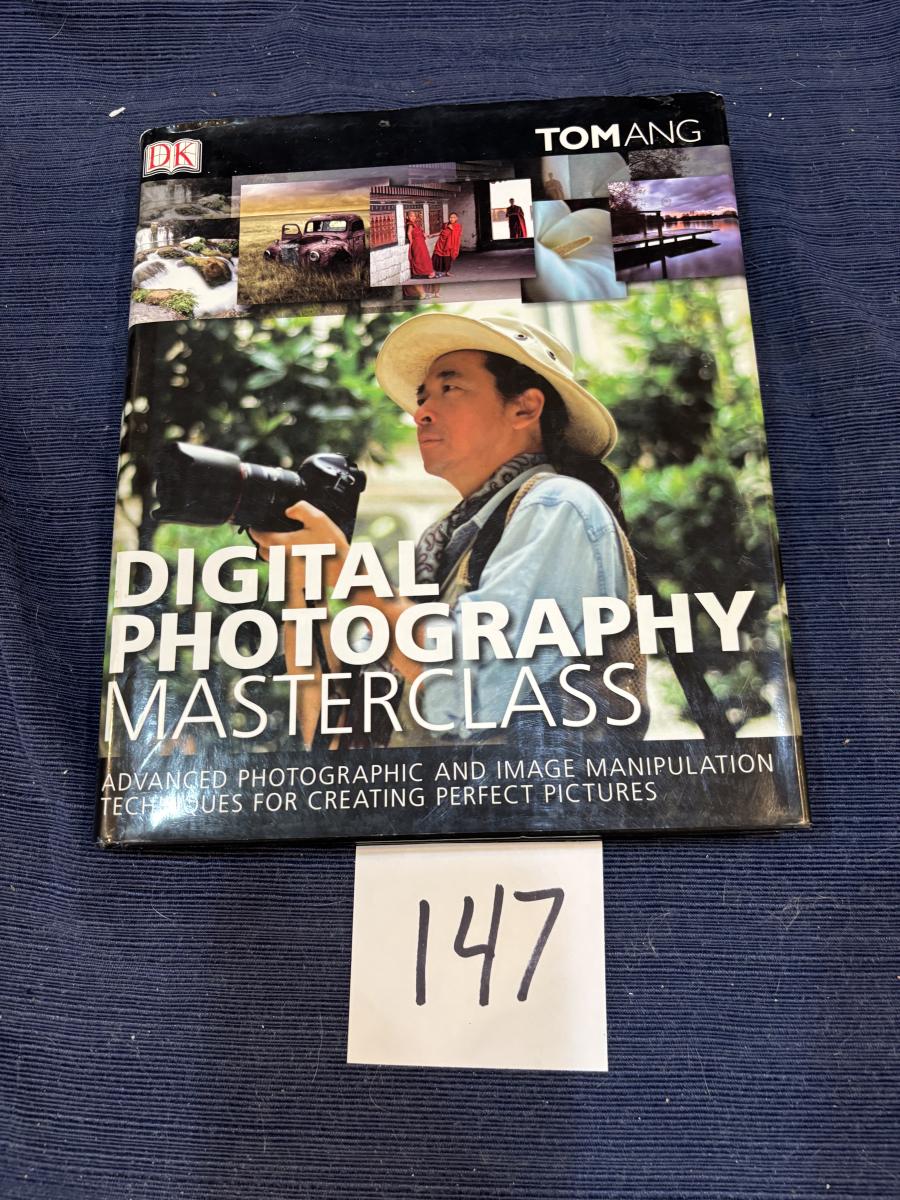 DK
TOMANG
DIGITAL
PHOTOGRAPHY
MASTERCLASS
ADVANCED PHOTOGRAPHIC AND IMAGE MANIPULATION
TECHNIQUES FOR CREATING PERFECT PICTURES
147